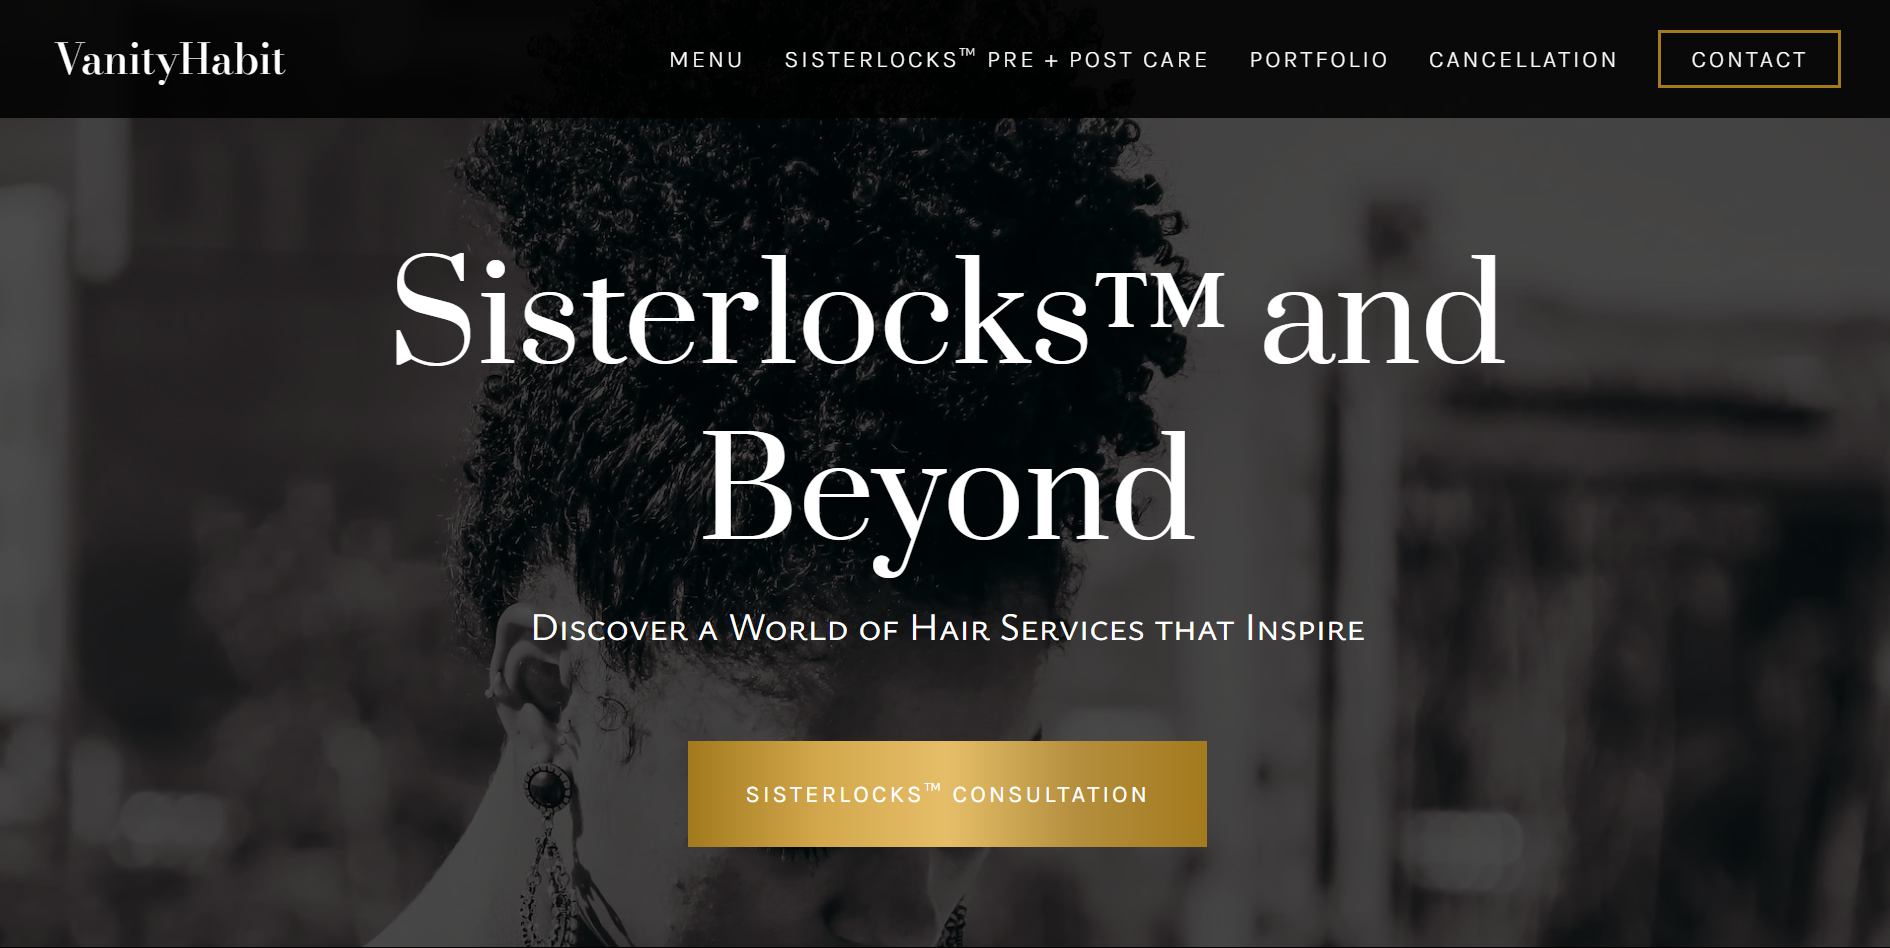 VanityHabit
MENU SISTERLOCKS™ PRE + POST CARE PORTFOLIO CANCELLATION CONTACT
Sisterlocks™ and
Beyond
Discover a World of Hair Services that Inspire
SISTERLOCKS™ CONSULTATION